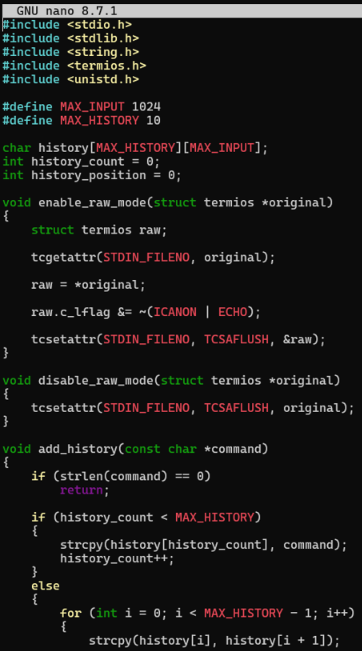 GNU nano 8.7.1
#include <stdio.h>
#include <stdlib.h>
#include <string.h>
#include <termios.h>
#include <unistd.h>

#define MAX_INPUT 1024
#define MAX_HISTORY 10

char history[MAX_HISTORY][MAX_INPUT];
int history_count = 0;
int history_position = 0;

void enable_raw_mode(struct termios *original)
{
    struct termios raw;

    tcgetattr(STDIN_FILENO, original);

    raw = *original;

    raw.c_lflag &= ~(ICANON | ECHO);

    tcsetattr(STDIN_FILENO, TCSAFLUSH, &raw);
}

void disable_raw_mode(struct termios *original)
{
    tcsetattr(STDIN_FILENO, TCSAFLUSH, original);
}

void add_history(const char *command)
{
    if (strlen(command) == 0)
        return;

    if (history_count < MAX_HISTORY)
    {
        strcpy(history[history_count], command);
        history_count++;
    }
    else
    {
        for (int i = 0; i < MAX_HISTORY - 1; i++)
        {
            strcpy(history[i], history[i + 1]);